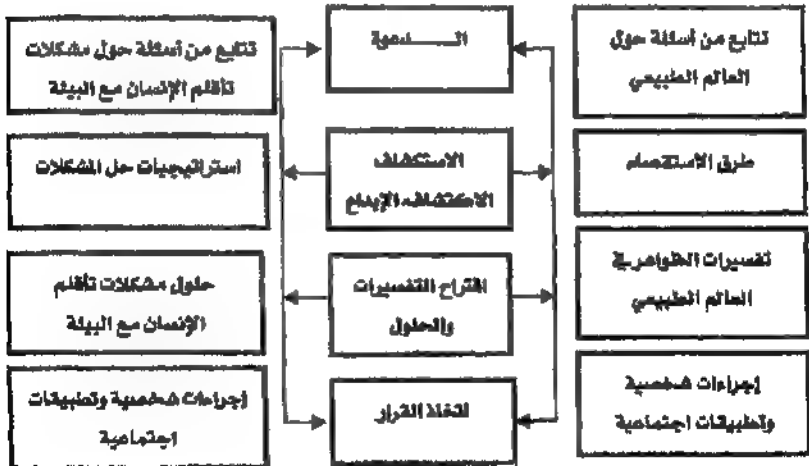 تتابع من أسئلة حول
العالم الطبيعي
الدعوة
تتابع من أسئلة حول مشكلات
تأقلم الإنسان مع البيئة
طرق الاستقصاء
الاستكشاف
الاكتشاف الإبداع
استراتيجيات حل المشكلات
تفسيرات الظواهر في
العالم الطبيعي
اقتراح التفسيرات
والحلول
حلول مشكلات تأقلم
الإنسان مع البيئة
إجراءات شخصية
وتطبيقات اجتماعية
اتخاذ القرار
إجراءات شخصية وتطبيقات
اجتماعية